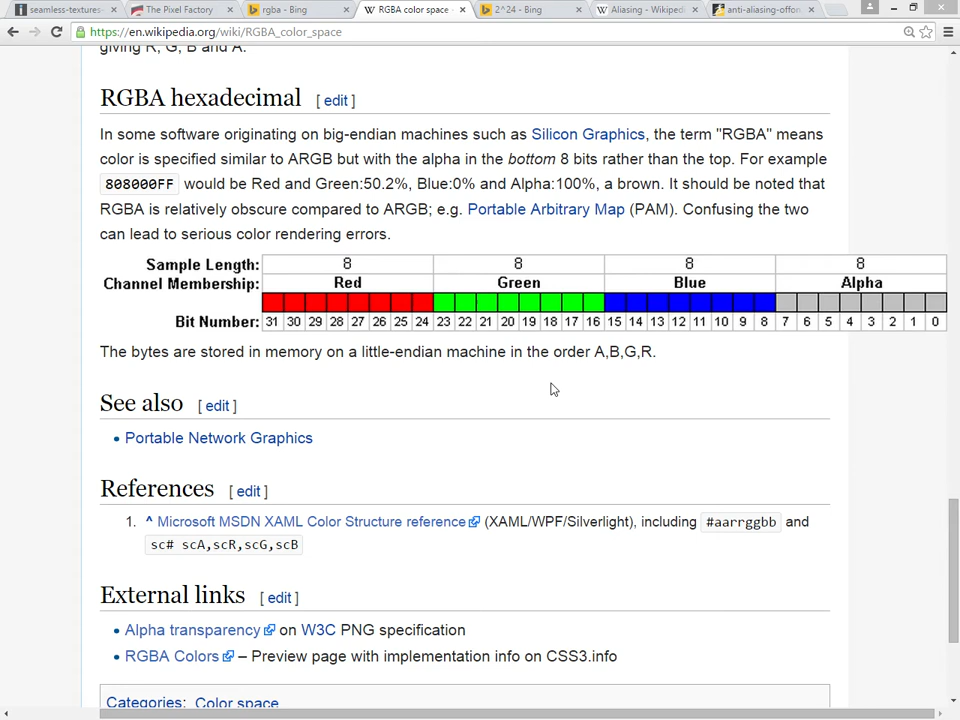 seamless-textures-
The Pixel Factory
rgba - Bing
RGBA color space -
2^24 - Bing
Aliasing - Wikipedi
anti-aliasing-offon
https://en.wikipedia.org/wiki/RGBA_color_space
giving R, G, B and A.
RGBA hexadecimal [ edit ]
In some software originating on big-endian machines such as Silicon Graphics, the term "RGBA" means
color is specified similar to ARGB but with the alpha in the bottom 8 bits rather than the top. For example
808000FF would be Red and Green:50.2%, Blue:0% and Alpha:100%, a brown. It should be noted that
RGBA is relatively obscure compared to ARGB; e.g. Portable Arbitrary Map (PAM). Confusing the two
can lead to serious color rendering errors.
Sample Length: 8 8 8 8
Channel Membership: Red Green Blue Alpha
Bit Number: 31 30 29 28 27 26 25 24 23 22 21 20 19 18 17 16 15 14 13 12 11 10 9 8 7 6 5 4 3 2 1 0
The bytes are stored in memory on a little-endian machine in the order A,B,G,R.
See also [ edit ]
• Portable Network Graphics
References [ edit ]
1. ^ Microsoft MSDN XAML Color Structure reference (XAML/WPF/Silverlight), including #aarrggbb and
sc# scA,scR,scG,scB
External links [ edit ]
• Alpha transparency on W3C PNG specification
• RGBA Colors – Preview page with implementation info on CSS3.info
Categories: Color space